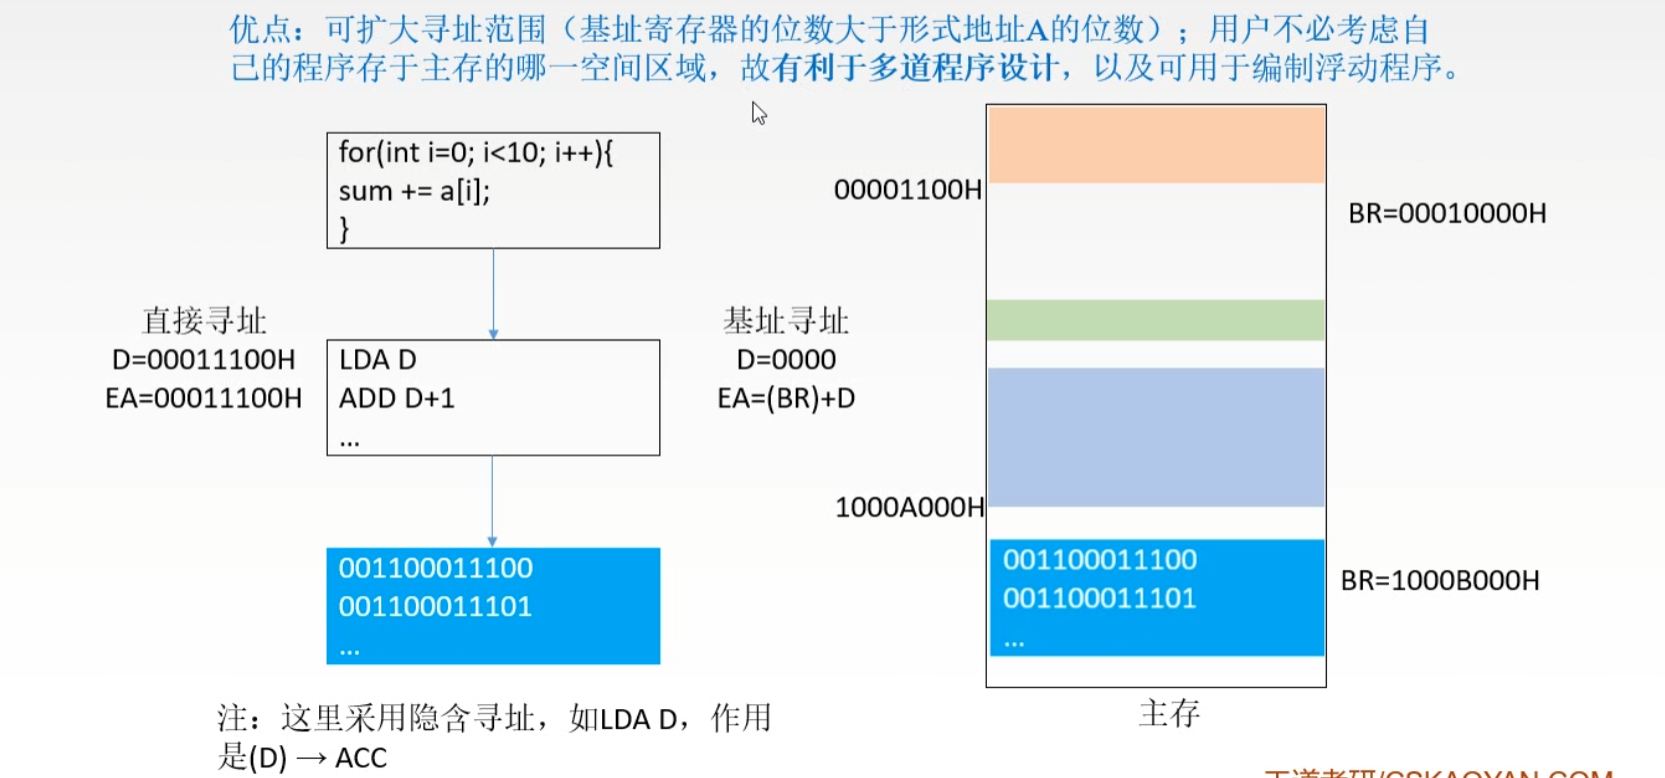 优点：可扩大寻址范围（基址寄存器的位数大于形式地址A的位数）；用户不必考虑自
己的程序存于主存的哪一空间区域，故有利于多道程序设计，以及可用于编制浮动程序。
for(int i=0; i<10; i++){
sum += a[i];
}
直接寻址
D=00011100H
EA=00011100H
LDA D
ADD D+1
...
001100011100
001100011101
...
注：这里采用隐含寻址，如LDA D，作用
是(D) → ACC
基址寻址
D=0000
EA=(BR)+D
00001100H
1000A000H
BR=00010000H
001100011100
001100011101
...
BR=1000B000H
主存
王道考研/CSKAOYAN.COM